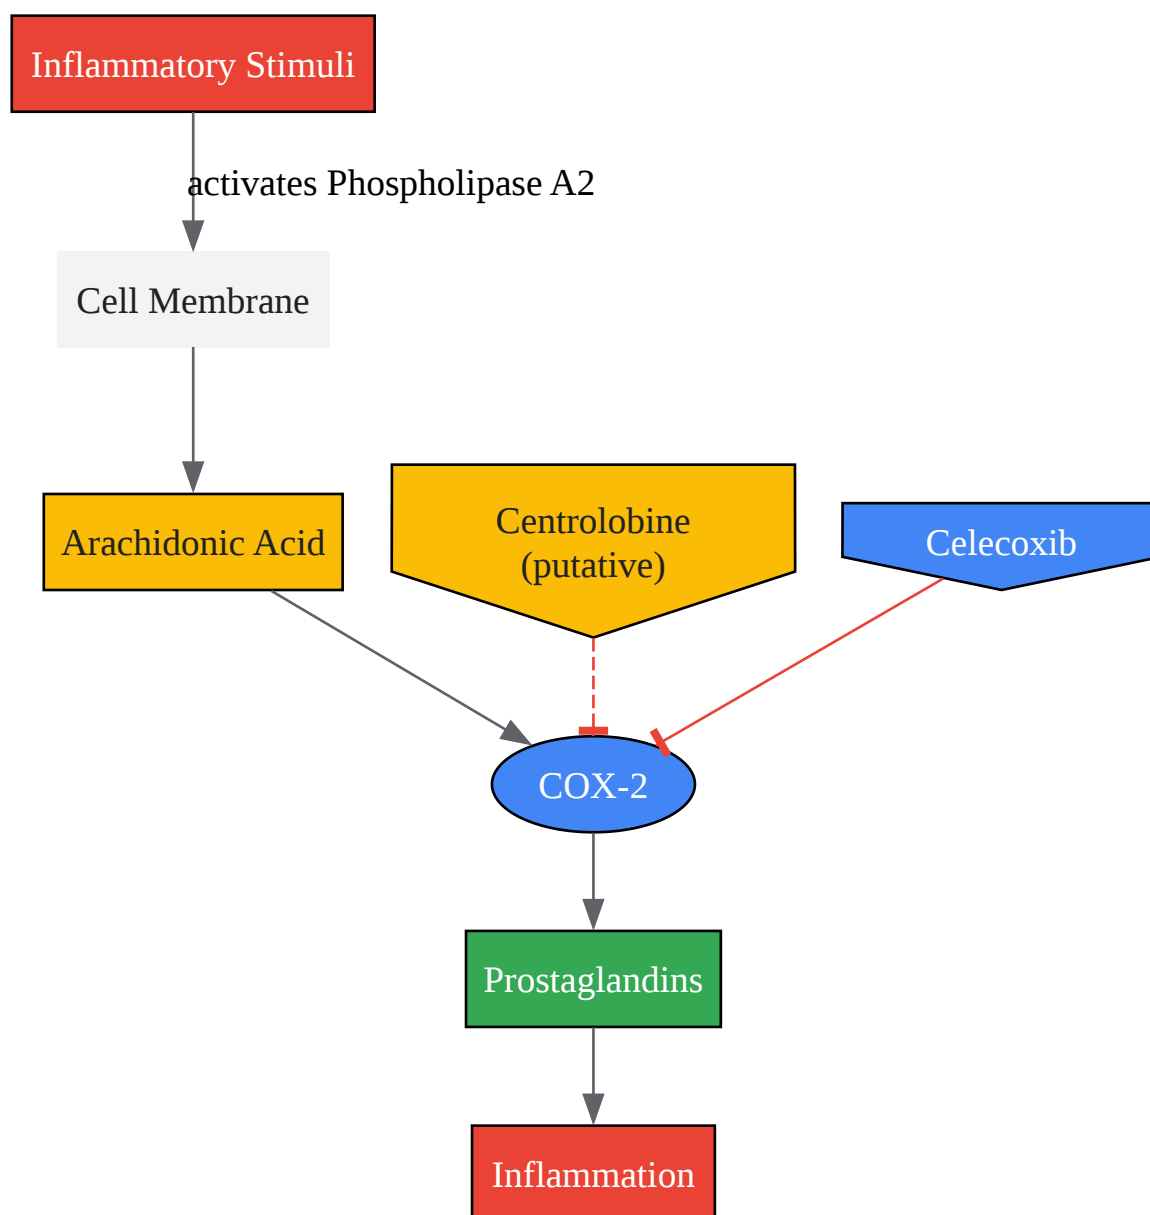 Inflammatory Stimuli
activates Phospholipase A2
Cell Membrane
Arachidonic Acid
Centrolobine
(putative)
Celecoxib
COX-2
Prostaglandins
Inflammation